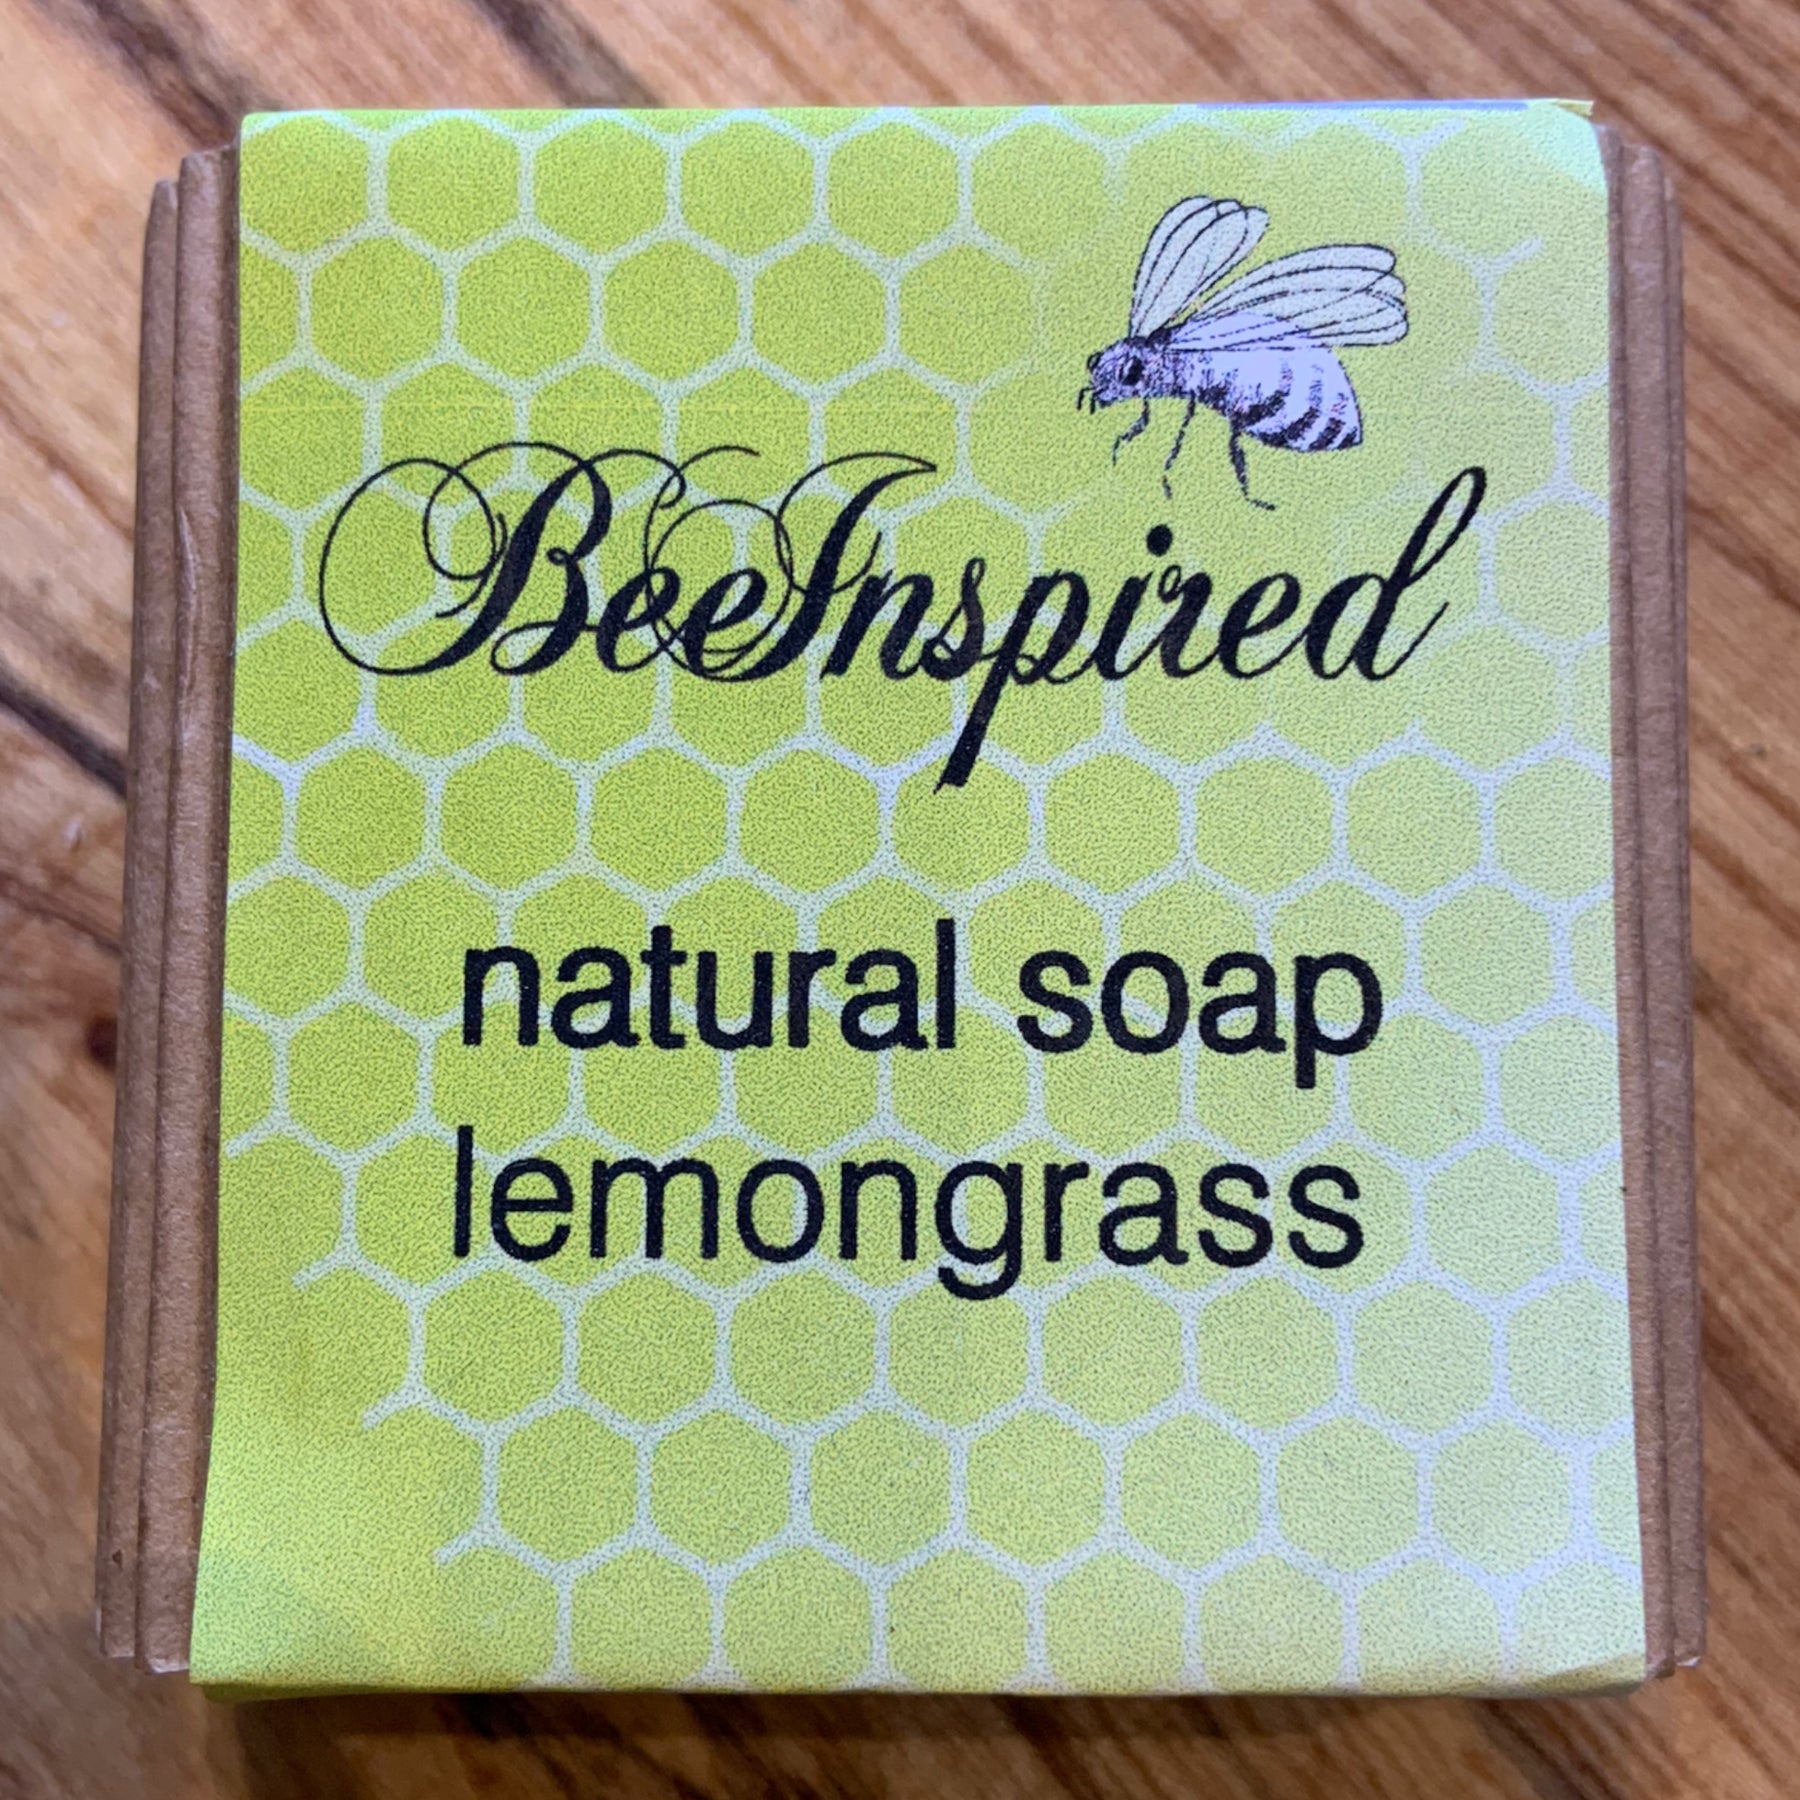 BeeInspired
natural soap
lemongrass